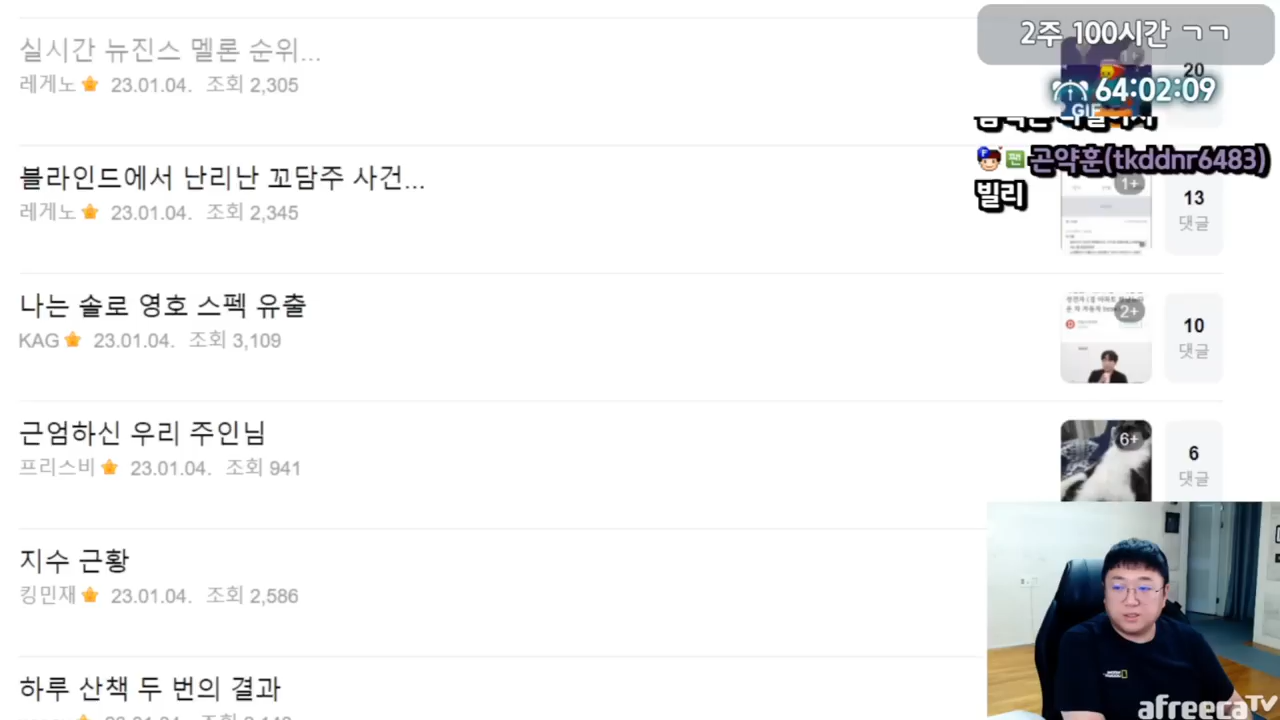 실시간 뉴진스 멜론 순위...
레게노 23.01.04. 조회 2,305
20
블라인드에서 난리난 꼬담주 사건...
레게노 23.01.04. 조회 2,345
1+
13
댓글
나는 솔로 영호 스펙 유출
KAG 23.01.04. 조회 3,109
2+
10
댓글
근엄하신 우리 주인님
프리스비 23.01.04. 조회 941
6+
6
댓글
지수 근황
킹민재 23.01.04. 조회 2,586
하루 산책 두 번의 결과
2주 100시간 ㄱㄱ
64:02:09
GIF
팬 곤약훈(tkddnr6483)
빌리
afreecaTV